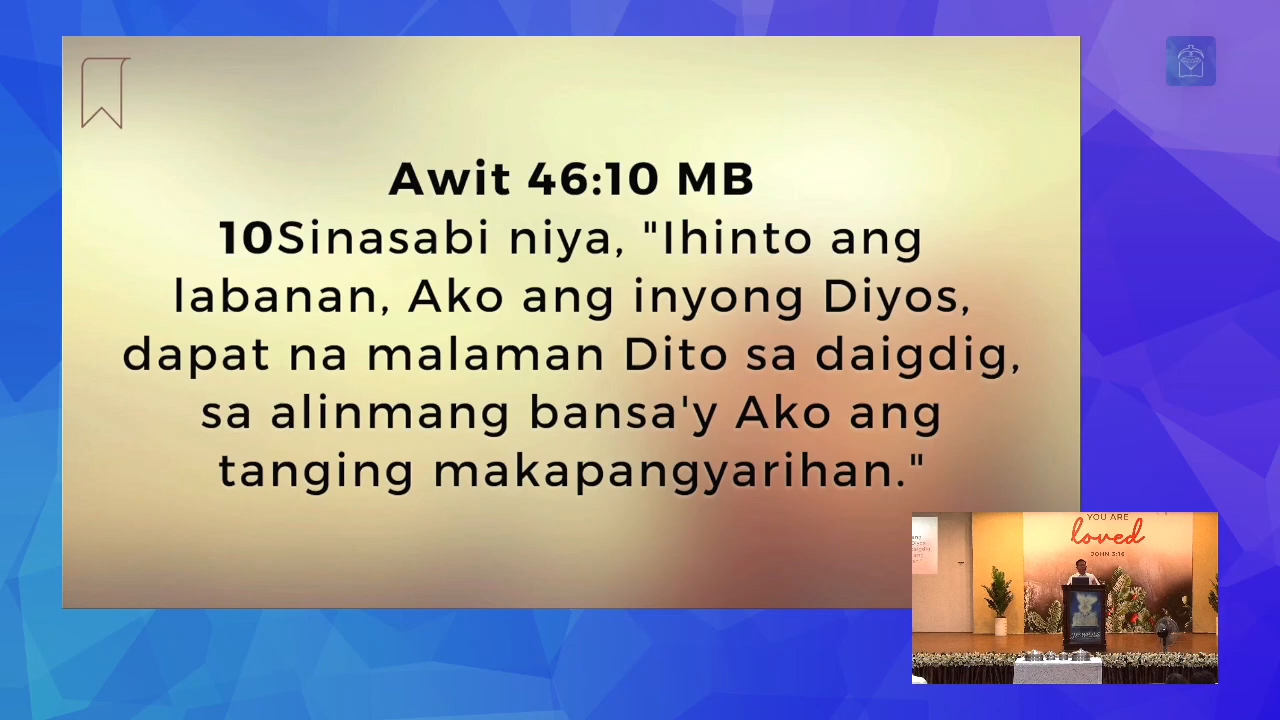 Awit 46:10 MB
10Sinasabi niya, "Ihinto ang
labanan, Ako ang inyong Diyos,
dapat na malaman Dito sa daigdig,
sa alinmang bansa'y Ako ang
tanging makapangyarihan."
YOU ARE
loved
JOHN 3:16